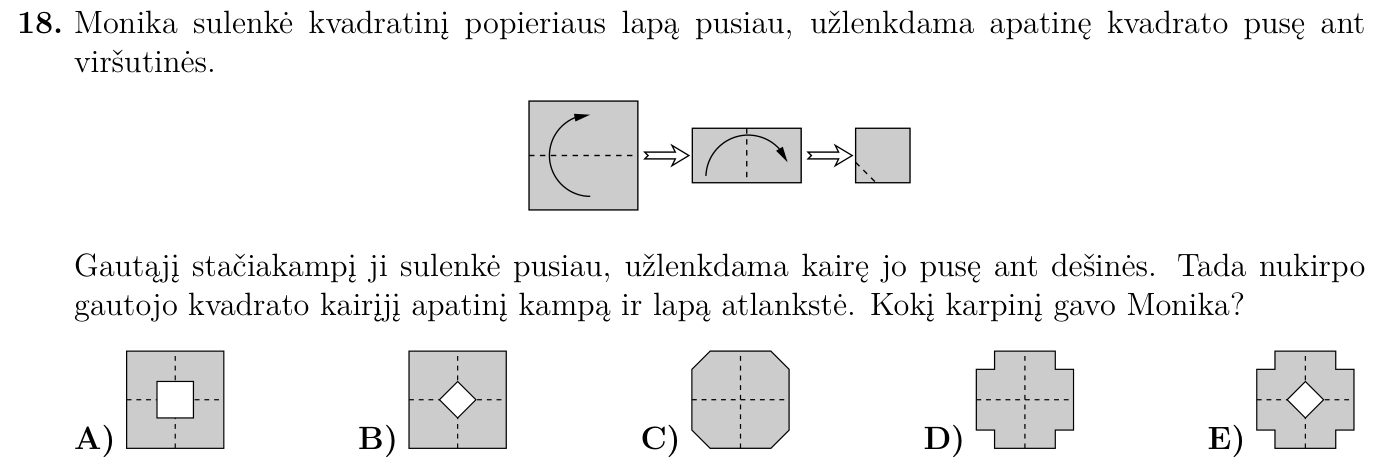 18. Monika sulenkė kvadratinį popieriaus lapą pusiau, užlenkdama apatinę kvadrato pusę ant
viršutinės.
Gautąjį stačiakampį ji sulenkė pusiau, užlenkdama kairę jo pusę ant dešinės. Tada nukirpo
gautojo kvadrato kairįjį apatinį kampą ir lapą atlankstė. Kokį karpinį gavo Monika?
A) B) C) D) E)